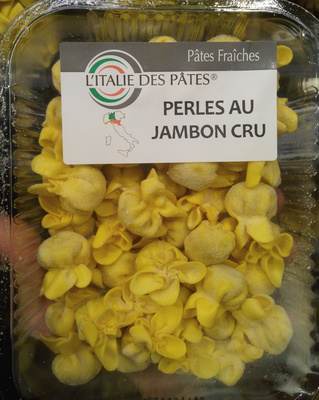 Pâtes Fraîches
L'ITALIE DES PÂTES®
PERLES AU
JAMBON CRU